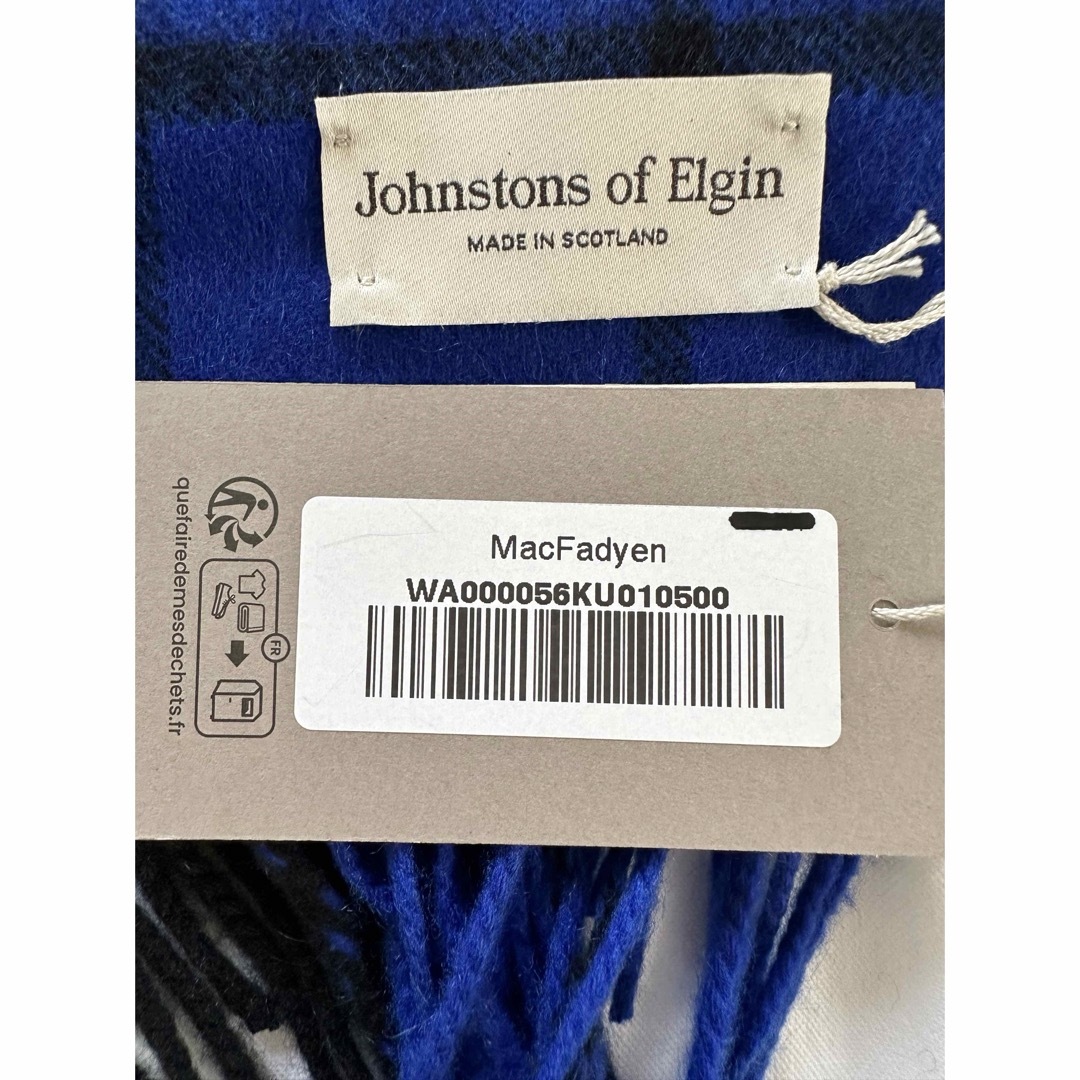 Johnstons of Elgin
MADE IN SCOTLAND
quefairedemesdechets.fr
FR
MacFadyen
WA000056KU010500